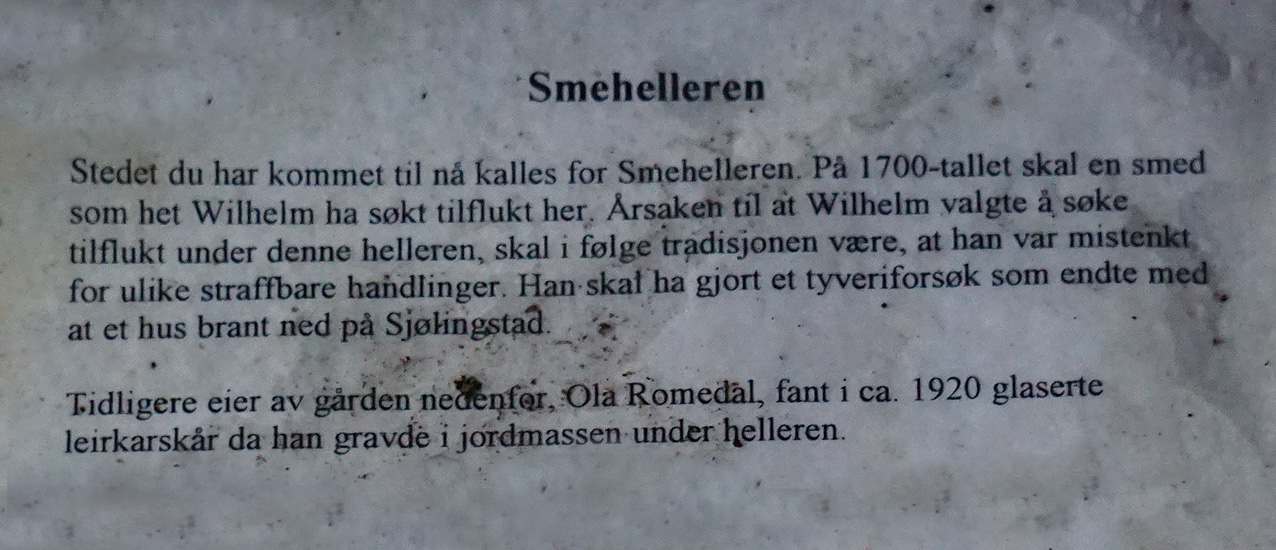 Smehelleren
Stedet du har kommet til nå kalles for Smehelleren. På 1700-tallet skal en smed
som het Wilhelm ha søkt tilflukt her. Årsaken til at Wilhelm valgte å søke
tilflukt under denne helleren, skal i følge tradisjonen være, at han var mistenkt
for ulike straffbare handlinger. Han skal ha gjort et tyveriforsøk som endte med
at et hus brant ned på Sjølingstad.
Tidligere eier av gården nedenfor, Ola Romedal, fant i ca. 1920 glaserte
leirkarskår da han gravde i jordmassen under helleren.